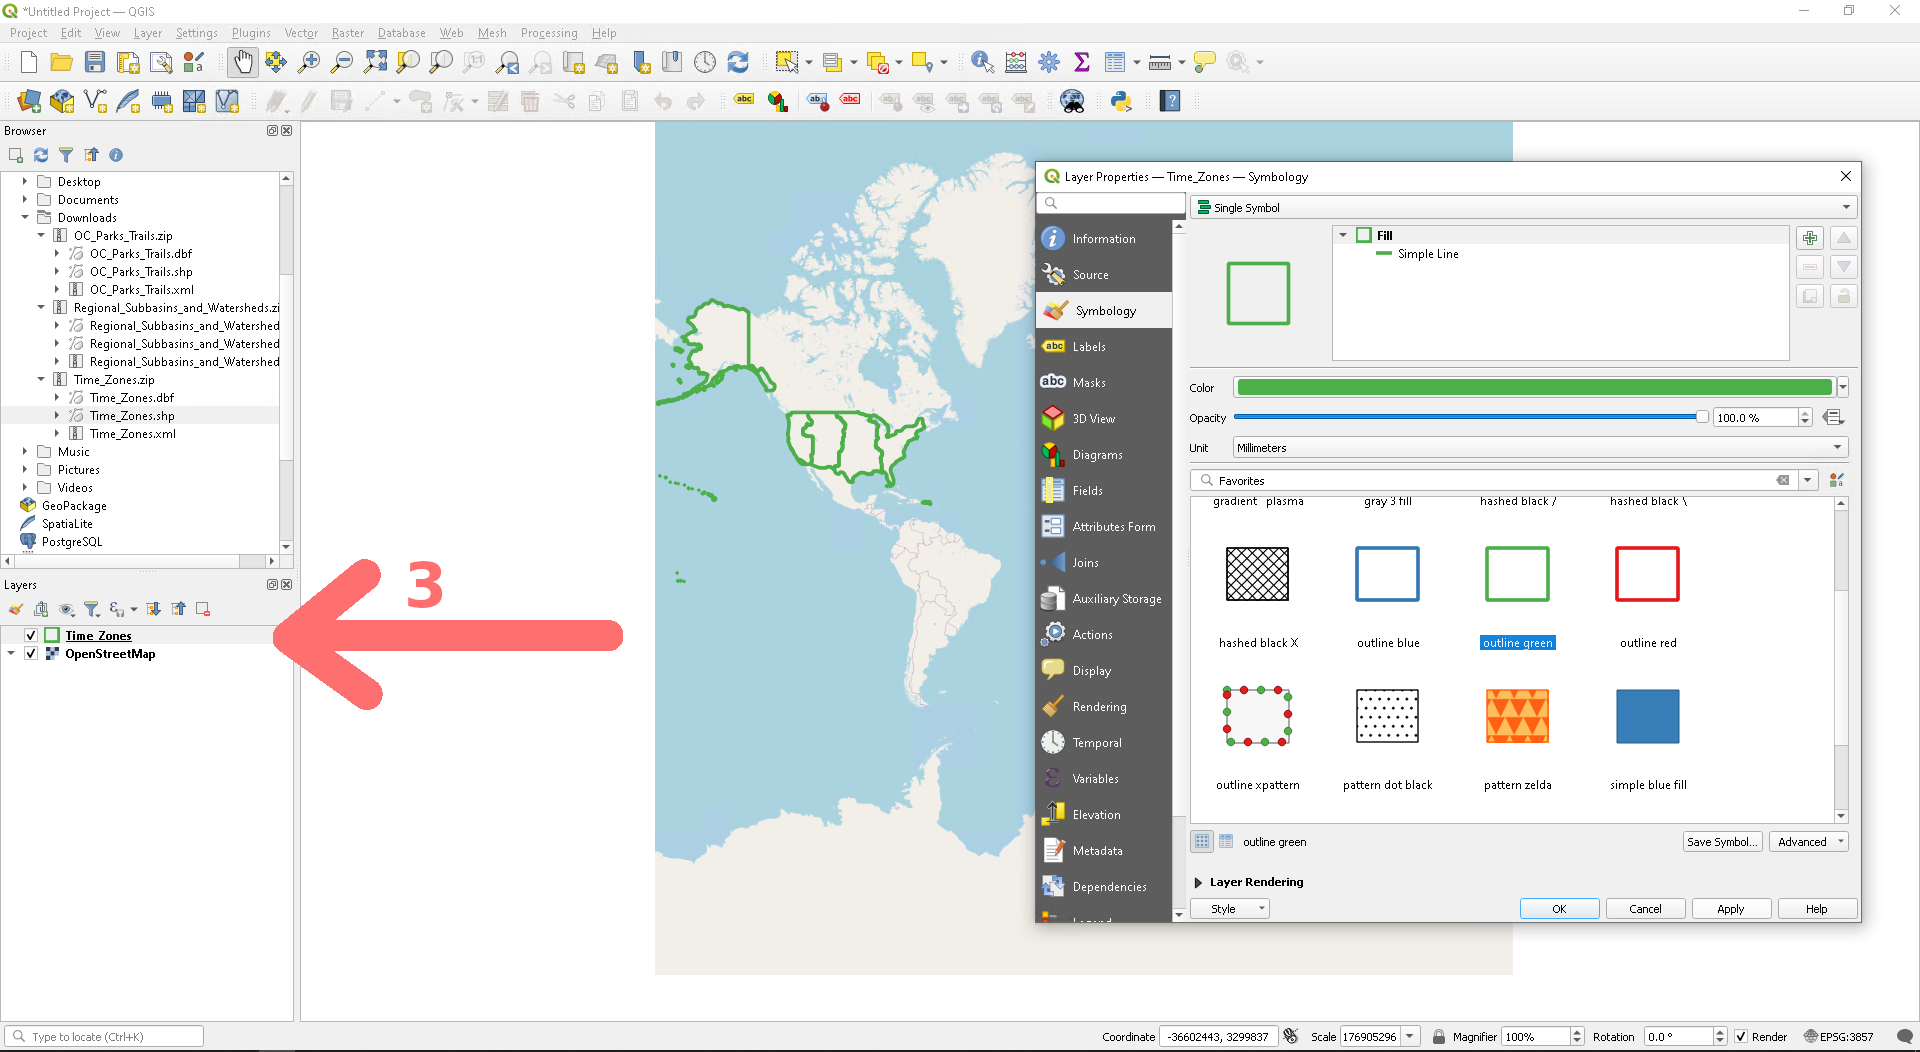 *Untitled Project — QGIS
Project Edit View Layer Settings Plugins Vector Raster Database Web Mesh Processing Help
Browser
Desktop
Documents
Downloads
OC_Parks_Trails.zip
OC_Parks_Trails.dbf
OC_Parks_Trails.shp
OC_Parks_Trails.xml
Regional_Subbasins_and_Watersheds.zi
Regional_Subbasins_and_Watershed
Regional_Subbasins_and_Watershed
Regional_Subbasins_and_Watershed
Time_Zones.zip
Time_Zones.dbf
Time_Zones.shp
Time_Zones.xml
Music
Pictures
Videos
GeoPackage
SpatiaLite
PostgreSQL
Layers
Time_Zones
OpenStreetMap
3
Layer Properties — Time_Zones — Symbology
Information
Source
Symbology
abc Labels
abc Masks
3D View
Diagrams
Fields
Attributes Form
Joins
Auxiliary Storage
Actions
Display
Rendering
Temporal
Variables
Elevation
Metadata
Dependencies
Legend
Single Symbol
Fill
Simple Line
Color
Opacity 100.0 %
Unit Millimeters
Favorites
gradient plasma gray 3 fill hashed black / hashed black \
hashed black X outline blue outline green outline red
outline xpattern pattern dot black pattern zelda simple blue fill
outline green Save Symbol... Advanced
Layer Rendering
Style OK Cancel Apply Help
Type to locate (Ctrl+K) Coordinate -36602443, 3299837 Scale 176905296 Magnifier 100% Rotation 0.0 ° Render EPSG:3857